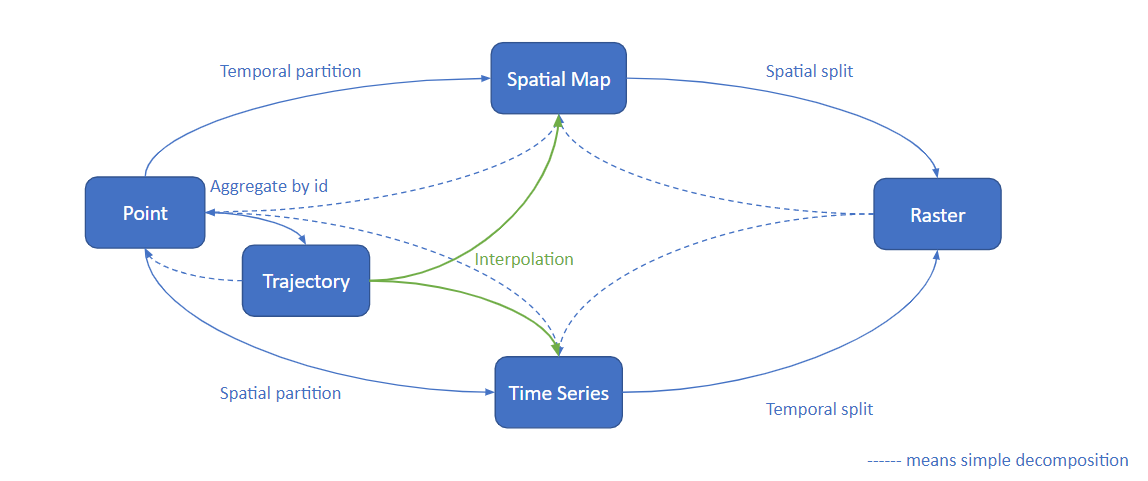 Temporal partition
Spatial Map
Spatial split
Aggregate by id
Point
Raster
Interpolation
Trajectory
Spatial partition
Time Series
Temporal split
------ means simple decomposition